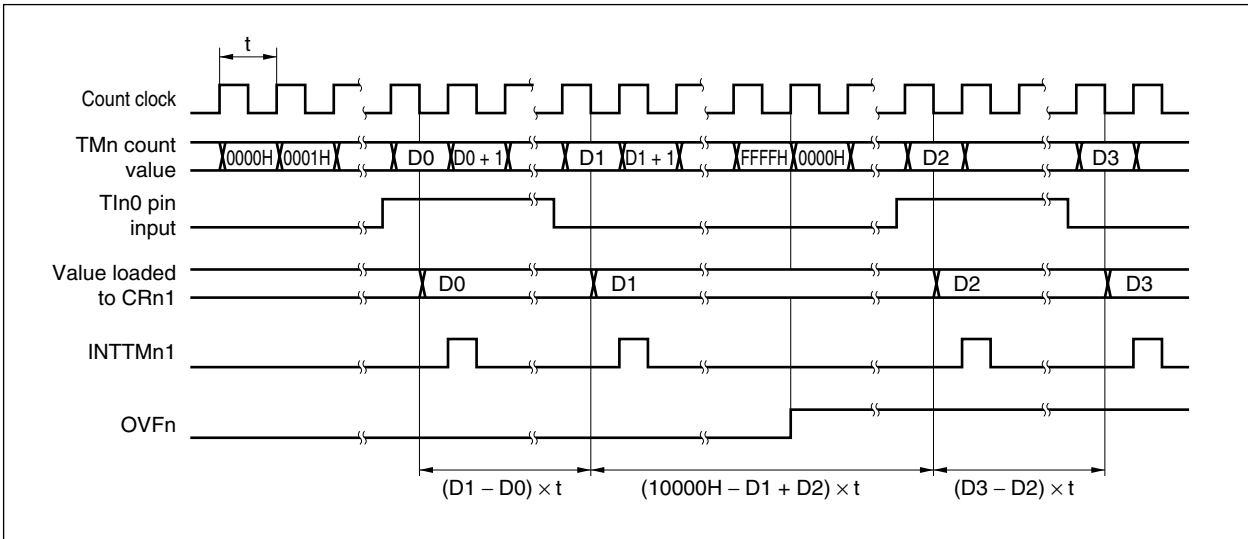 t
Count clock
TMn count
value
0000H 0001H D0 D0 + 1 D1 D1 + 1 FFFFH 0000H D2 D3
TIn0 pin
input
Value loaded
to CRn1
D0 D1 D2 D3
INTTMn1
OVFn
(D1 − D0) × t (10000H − D1 + D2) × t (D3 − D2) × t